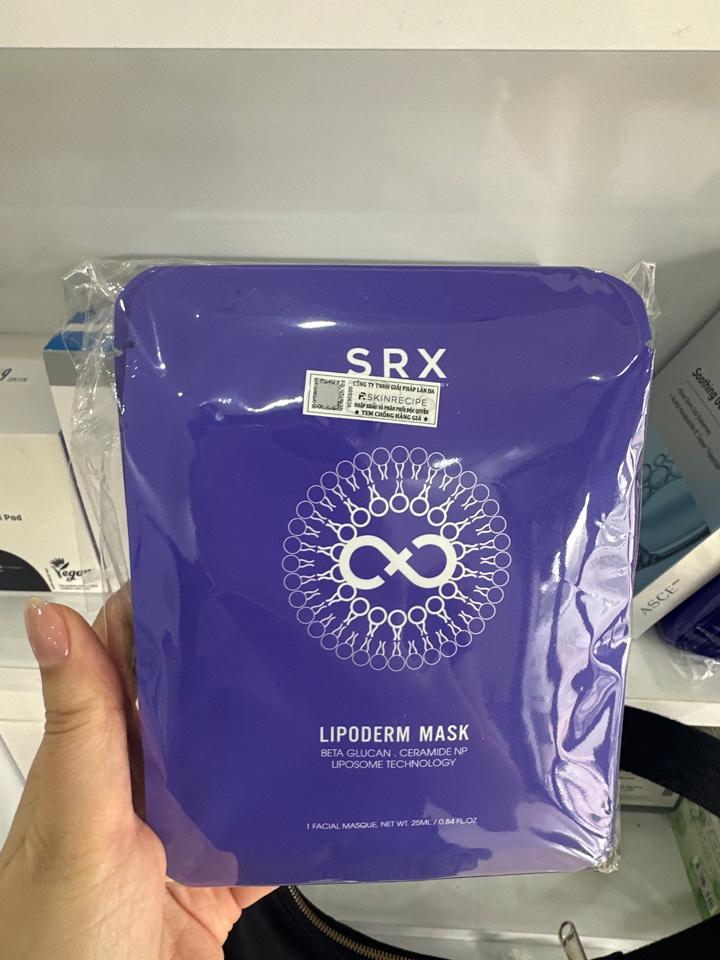 SRX
CÔNG TY TNHH GIẢI PHÁP LÀN DA
SKINRECIPE
NHẬP KHẨU VÀ PHÂN PHỐI ĐỘC QUYỀN
★ TEM CHỐNG HÀNG GIẢ ★
LIPODERM MASK
BETA GLUCAN . CERAMIDE NP
LIPOSOME TECHNOLOGY
1 FACIAL MASQUE. NET WT. 25ML / 0.84 FL.OZ
Pad
Soothing
ASCE